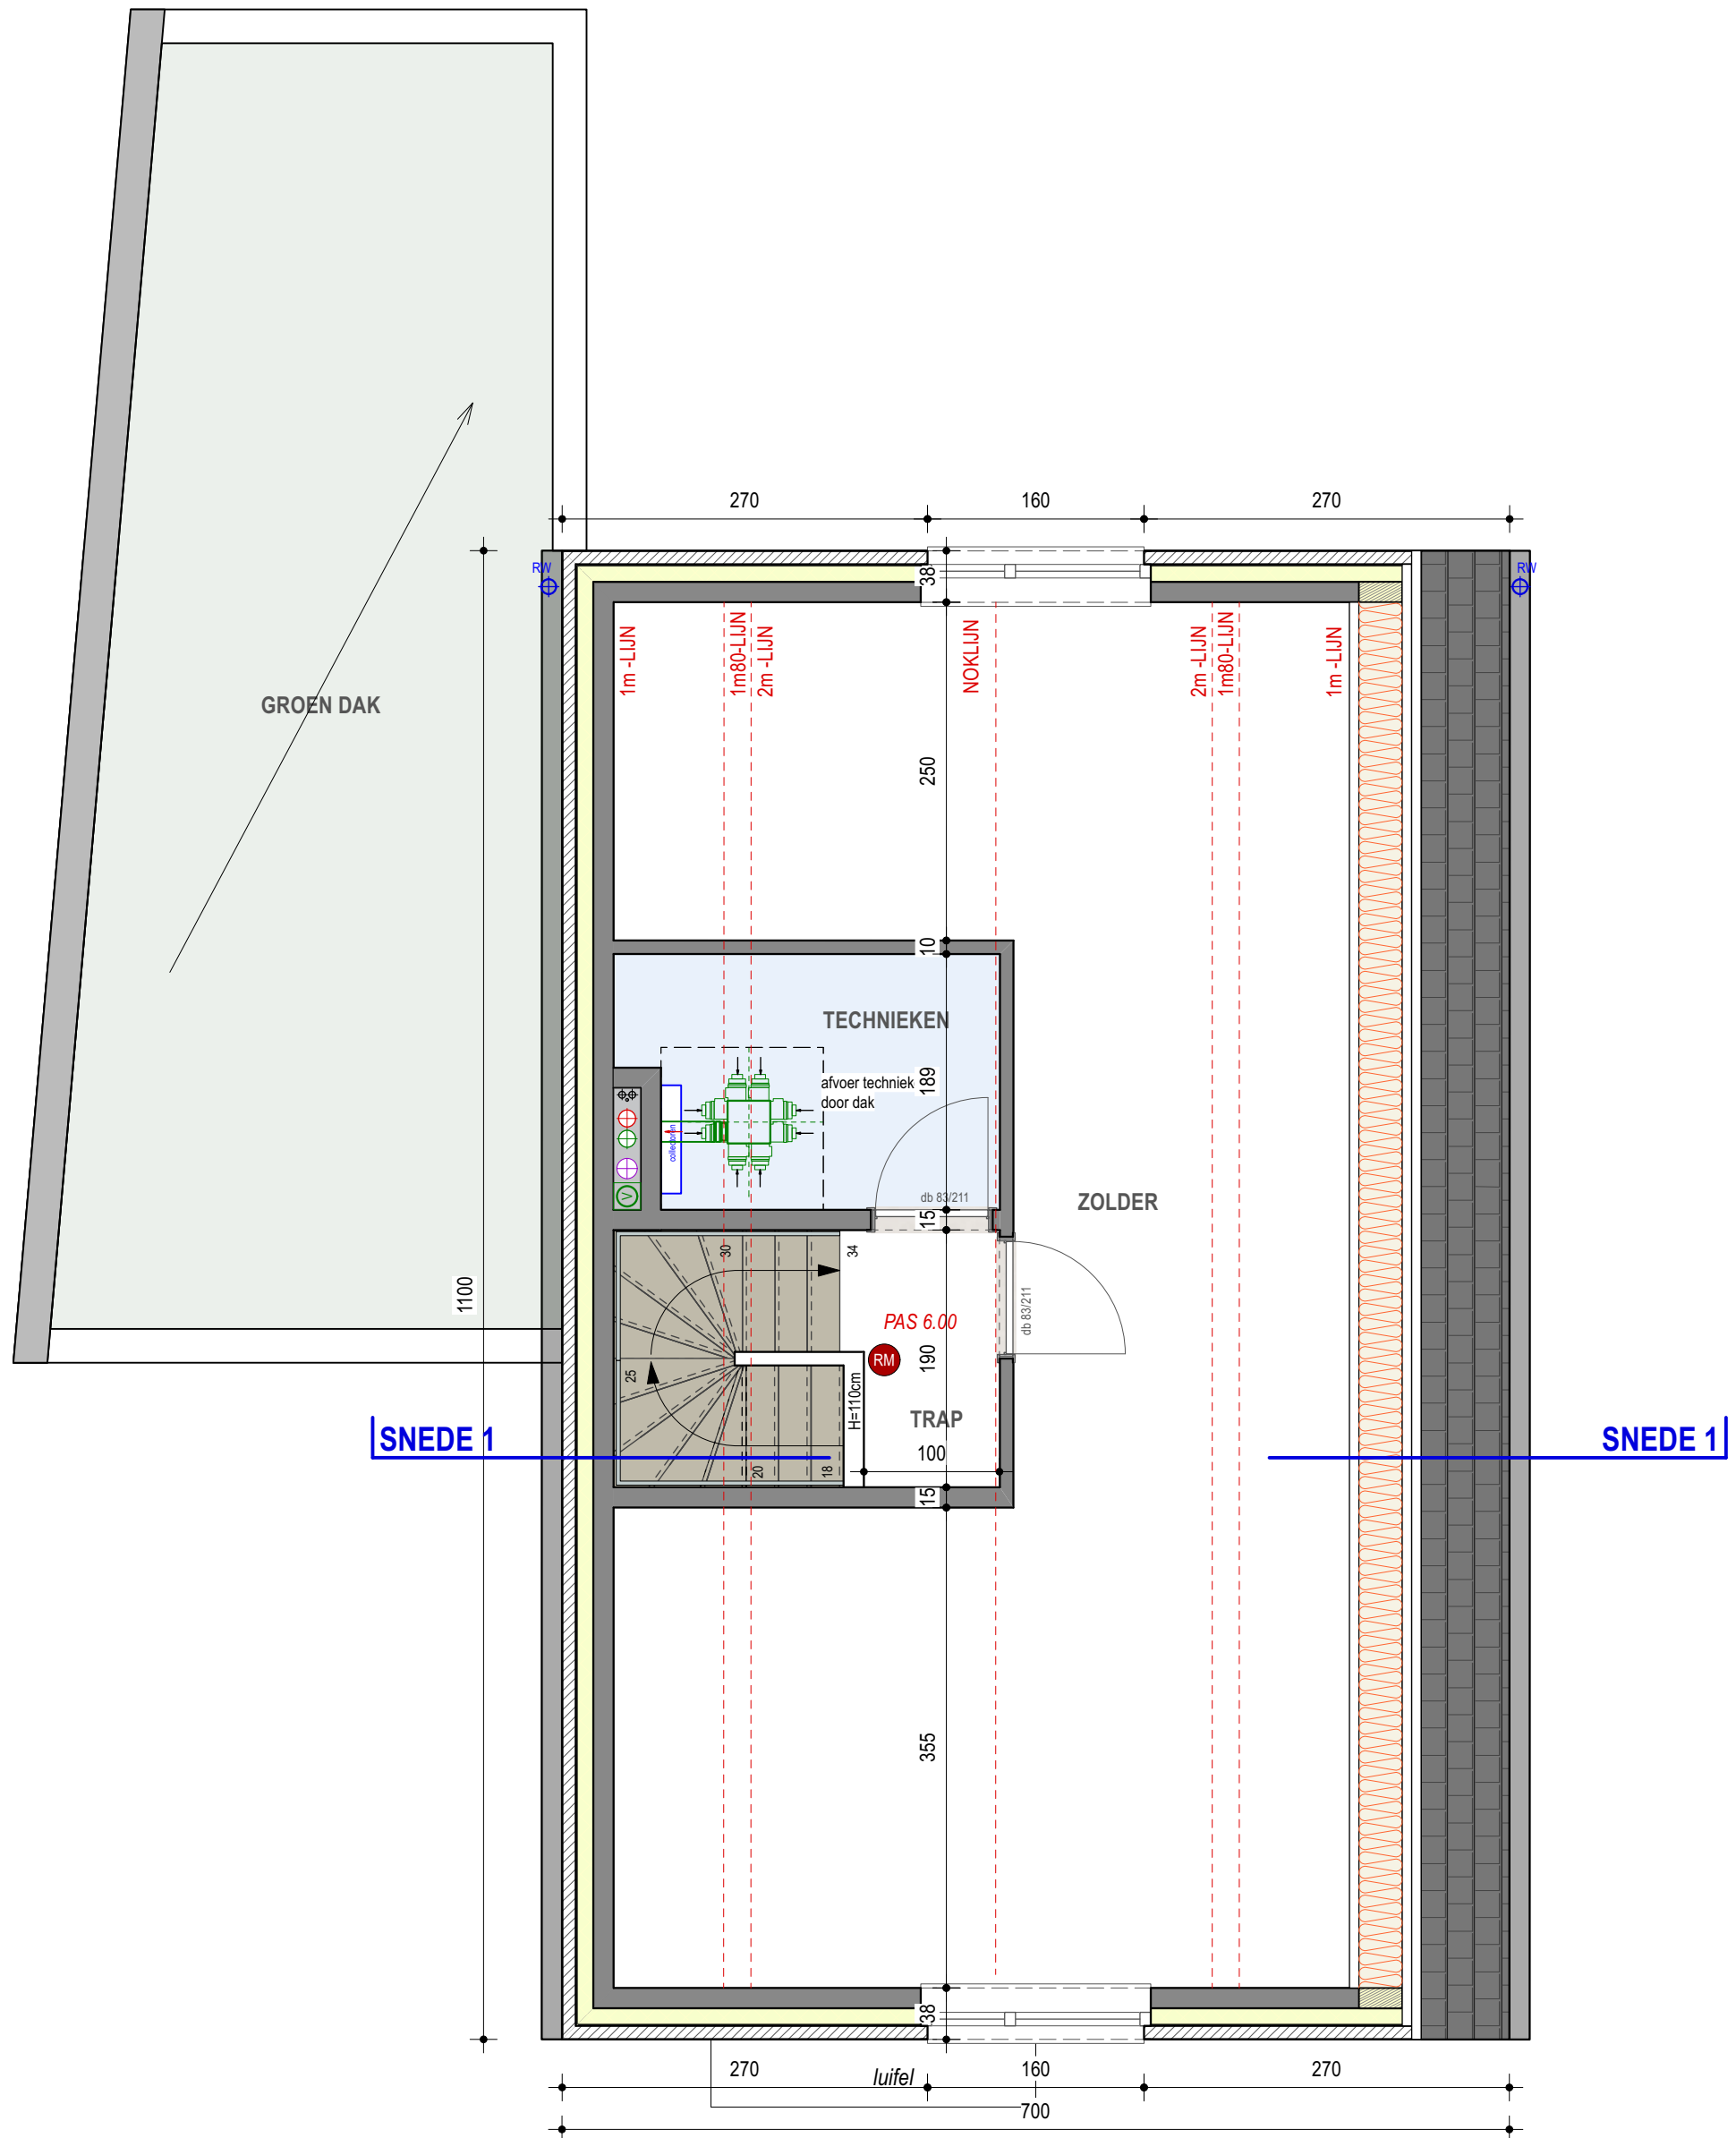 270
160
270
RW
RW
38
1m -LIJN
1m80-LIJN
2m -LIJN
NOKLIJN
2m -LIJN
1m80-LIJN
1m -LIJN
GROEN DAK
250
10
TECHNIEKEN
afvoer techniek
door dak
189
collectoren
V
db 83/211
ZOLDER
15
30
34
1100
PAS 6.00
db 83/211
RM
190
25
H=110cm
TRAP
SNEDE 1
SNEDE 1
100
20
18
15
355
38
270
luifel
160
270
700